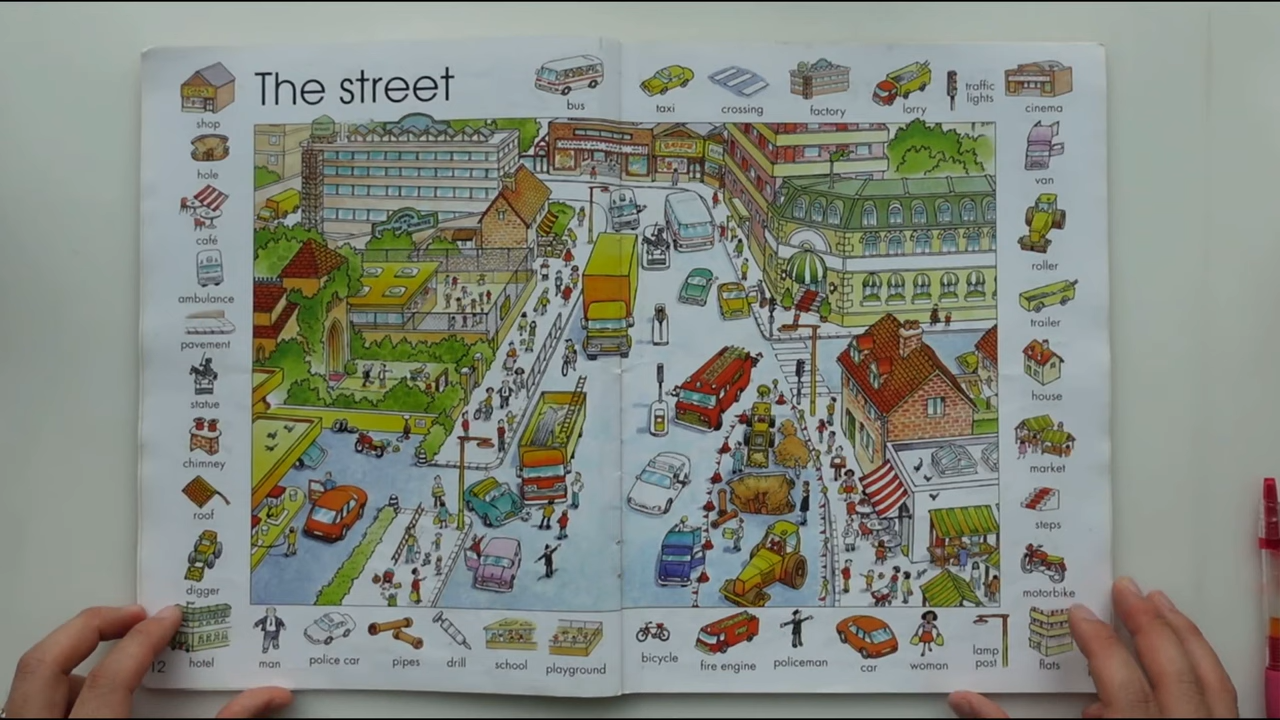 The street
bus
taxi
crossing
factory
lorry
traffic
lights
cinema
shop
hole
café
ambulance
pavement
statue
chimney
roof
digger
van
roller
trailer
house
market
steps
motorbike
12
hotel
man
police car
pipes
drill
school
playground
bicycle
fire engine
policeman
car
woman
lamp
post
flats